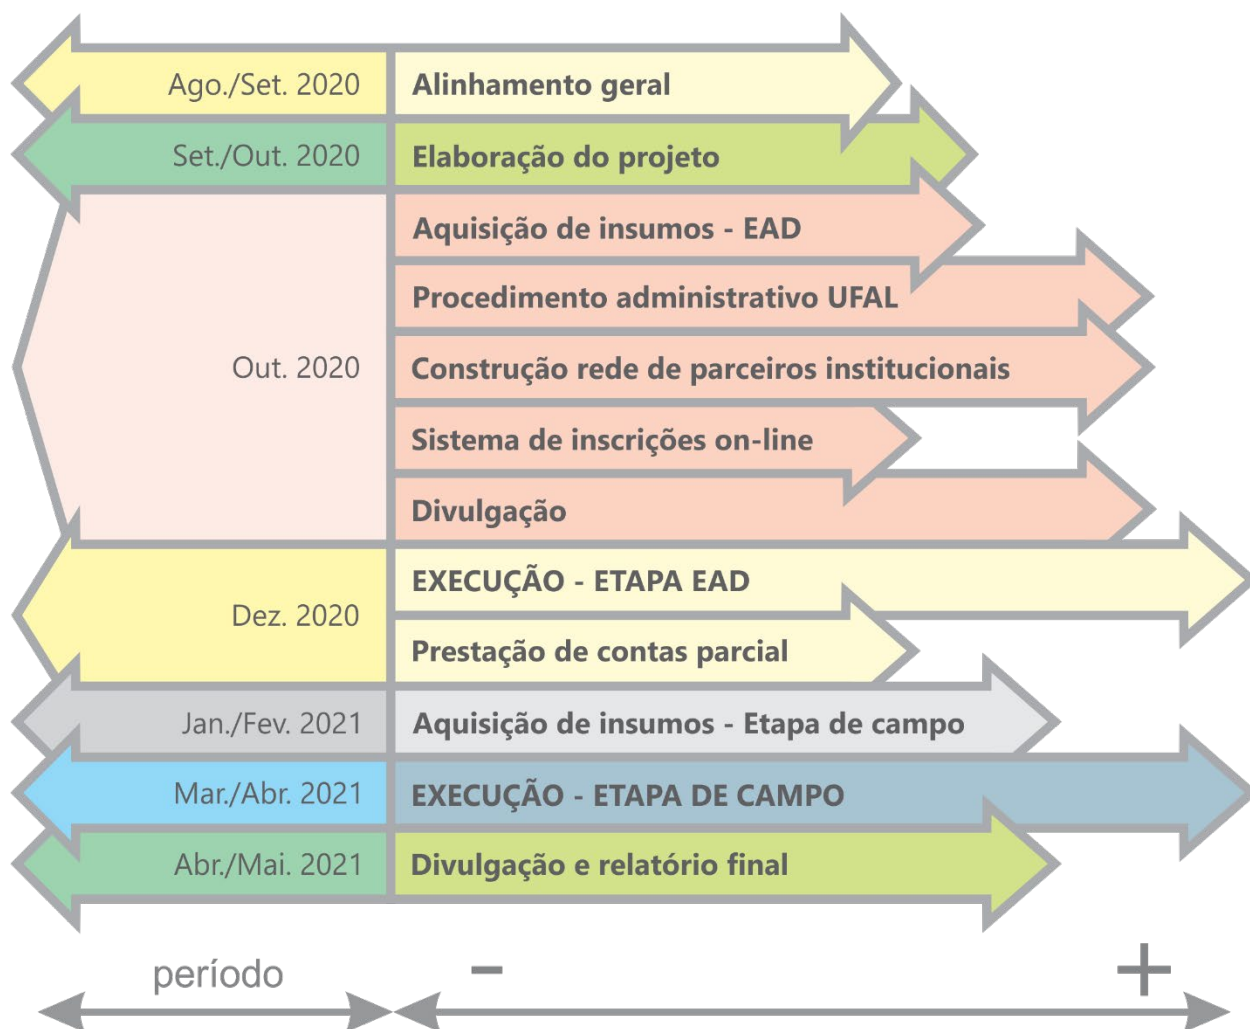 Ago./Set. 2020 Alinhamento geral
Set./Out. 2020 Elaboração do projeto
Out. 2020
Aquisição de insumos - EAD
Procedimento administrativo UFAL
Construção rede de parceiros institucionais
Sistema de inscrições on-line
Divulgação
Dez. 2020
EXECUÇÃO - ETAPA EAD
Prestação de contas parcial
Jan./Fev. 2021 Aquisição de insumos - Etapa de campo
Mar./Abr. 2021 EXECUÇÃO - ETAPA DE CAMPO
Abr./Mai. 2021 Divulgação e relatório final
período - +